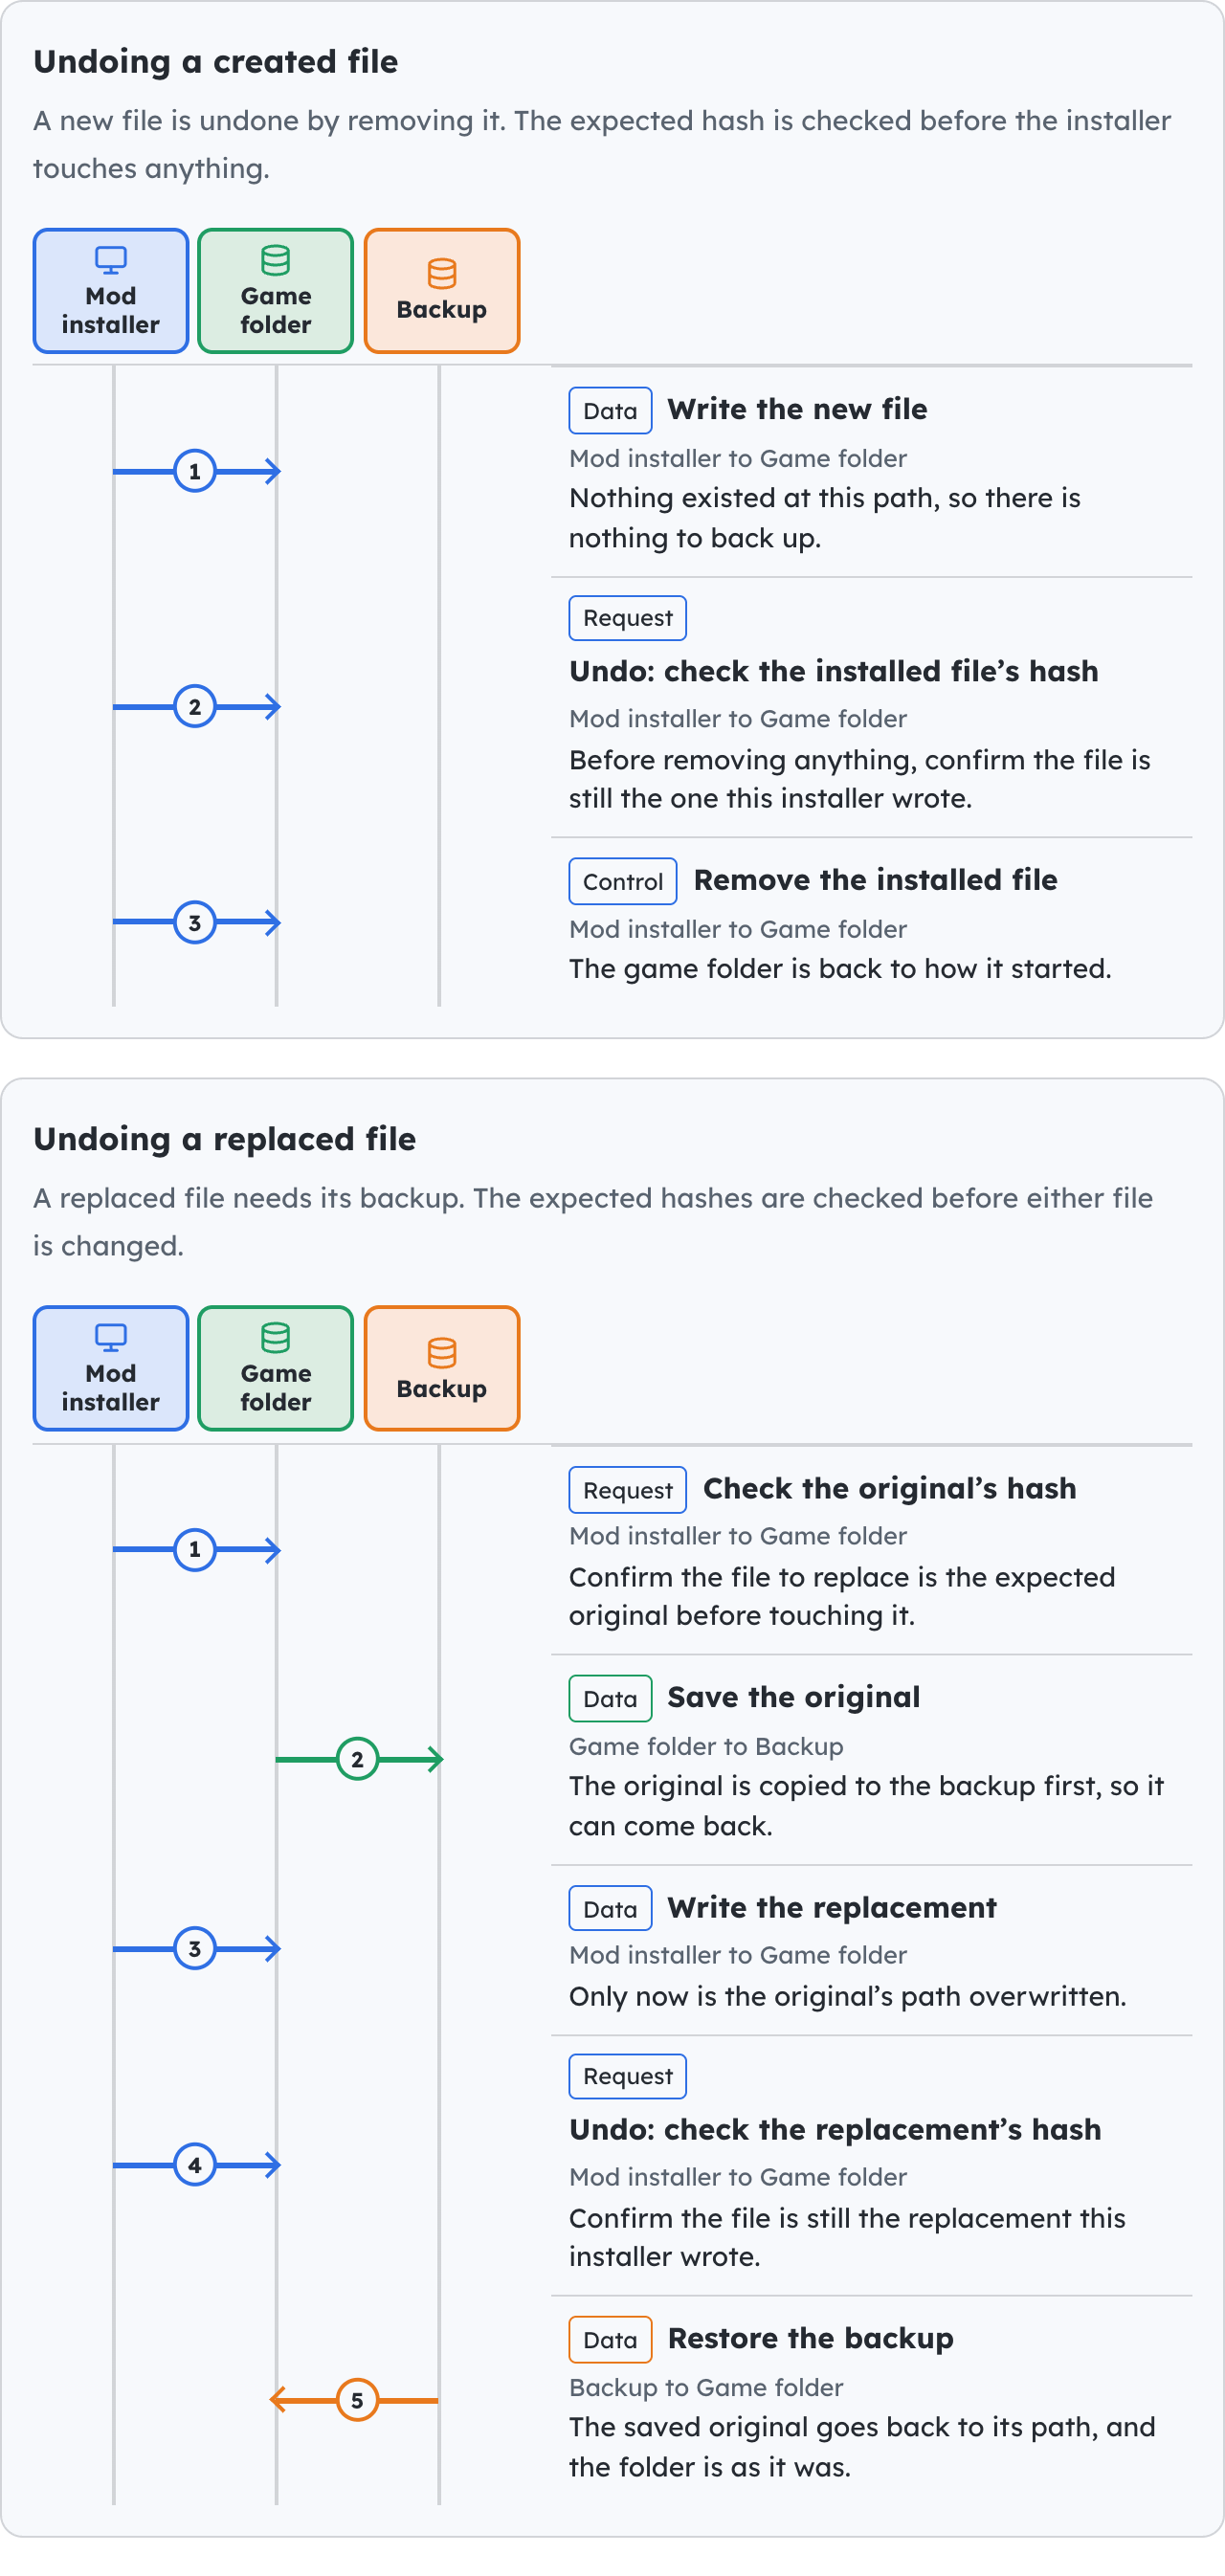 Undoing a created file
A new file is undone by removing it. The expected hash is checked before the installer
touches anything.
Mod
installer
Game
folder
Backup
Data Write the new file
1
Mod installer to Game folder
Nothing existed at this path, so there is
nothing to back up.
Request
Undo: check the installed file’s hash
2
Mod installer to Game folder
Before removing anything, confirm the file is
still the one this installer wrote.
Control Remove the installed file
3
Mod installer to Game folder
The game folder is back to how it started.
Undoing a replaced file
A replaced file needs its backup. The expected hashes are checked before either file
is changed.
Mod
installer
Game
folder
Backup
Request Check the original’s hash
1
Mod installer to Game folder
Confirm the file to replace is the expected
original before touching it.
Data Save the original
2
Game folder to Backup
The original is copied to the backup first, so it
can come back.
Data Write the replacement
3
Mod installer to Game folder
Only now is the original’s path overwritten.
Request
Undo: check the replacement’s hash
4
Mod installer to Game folder
Confirm the file is still the replacement this
installer wrote.
Data Restore the backup
5
Backup to Game folder
The saved original goes back to its path, and
the folder is as it was.